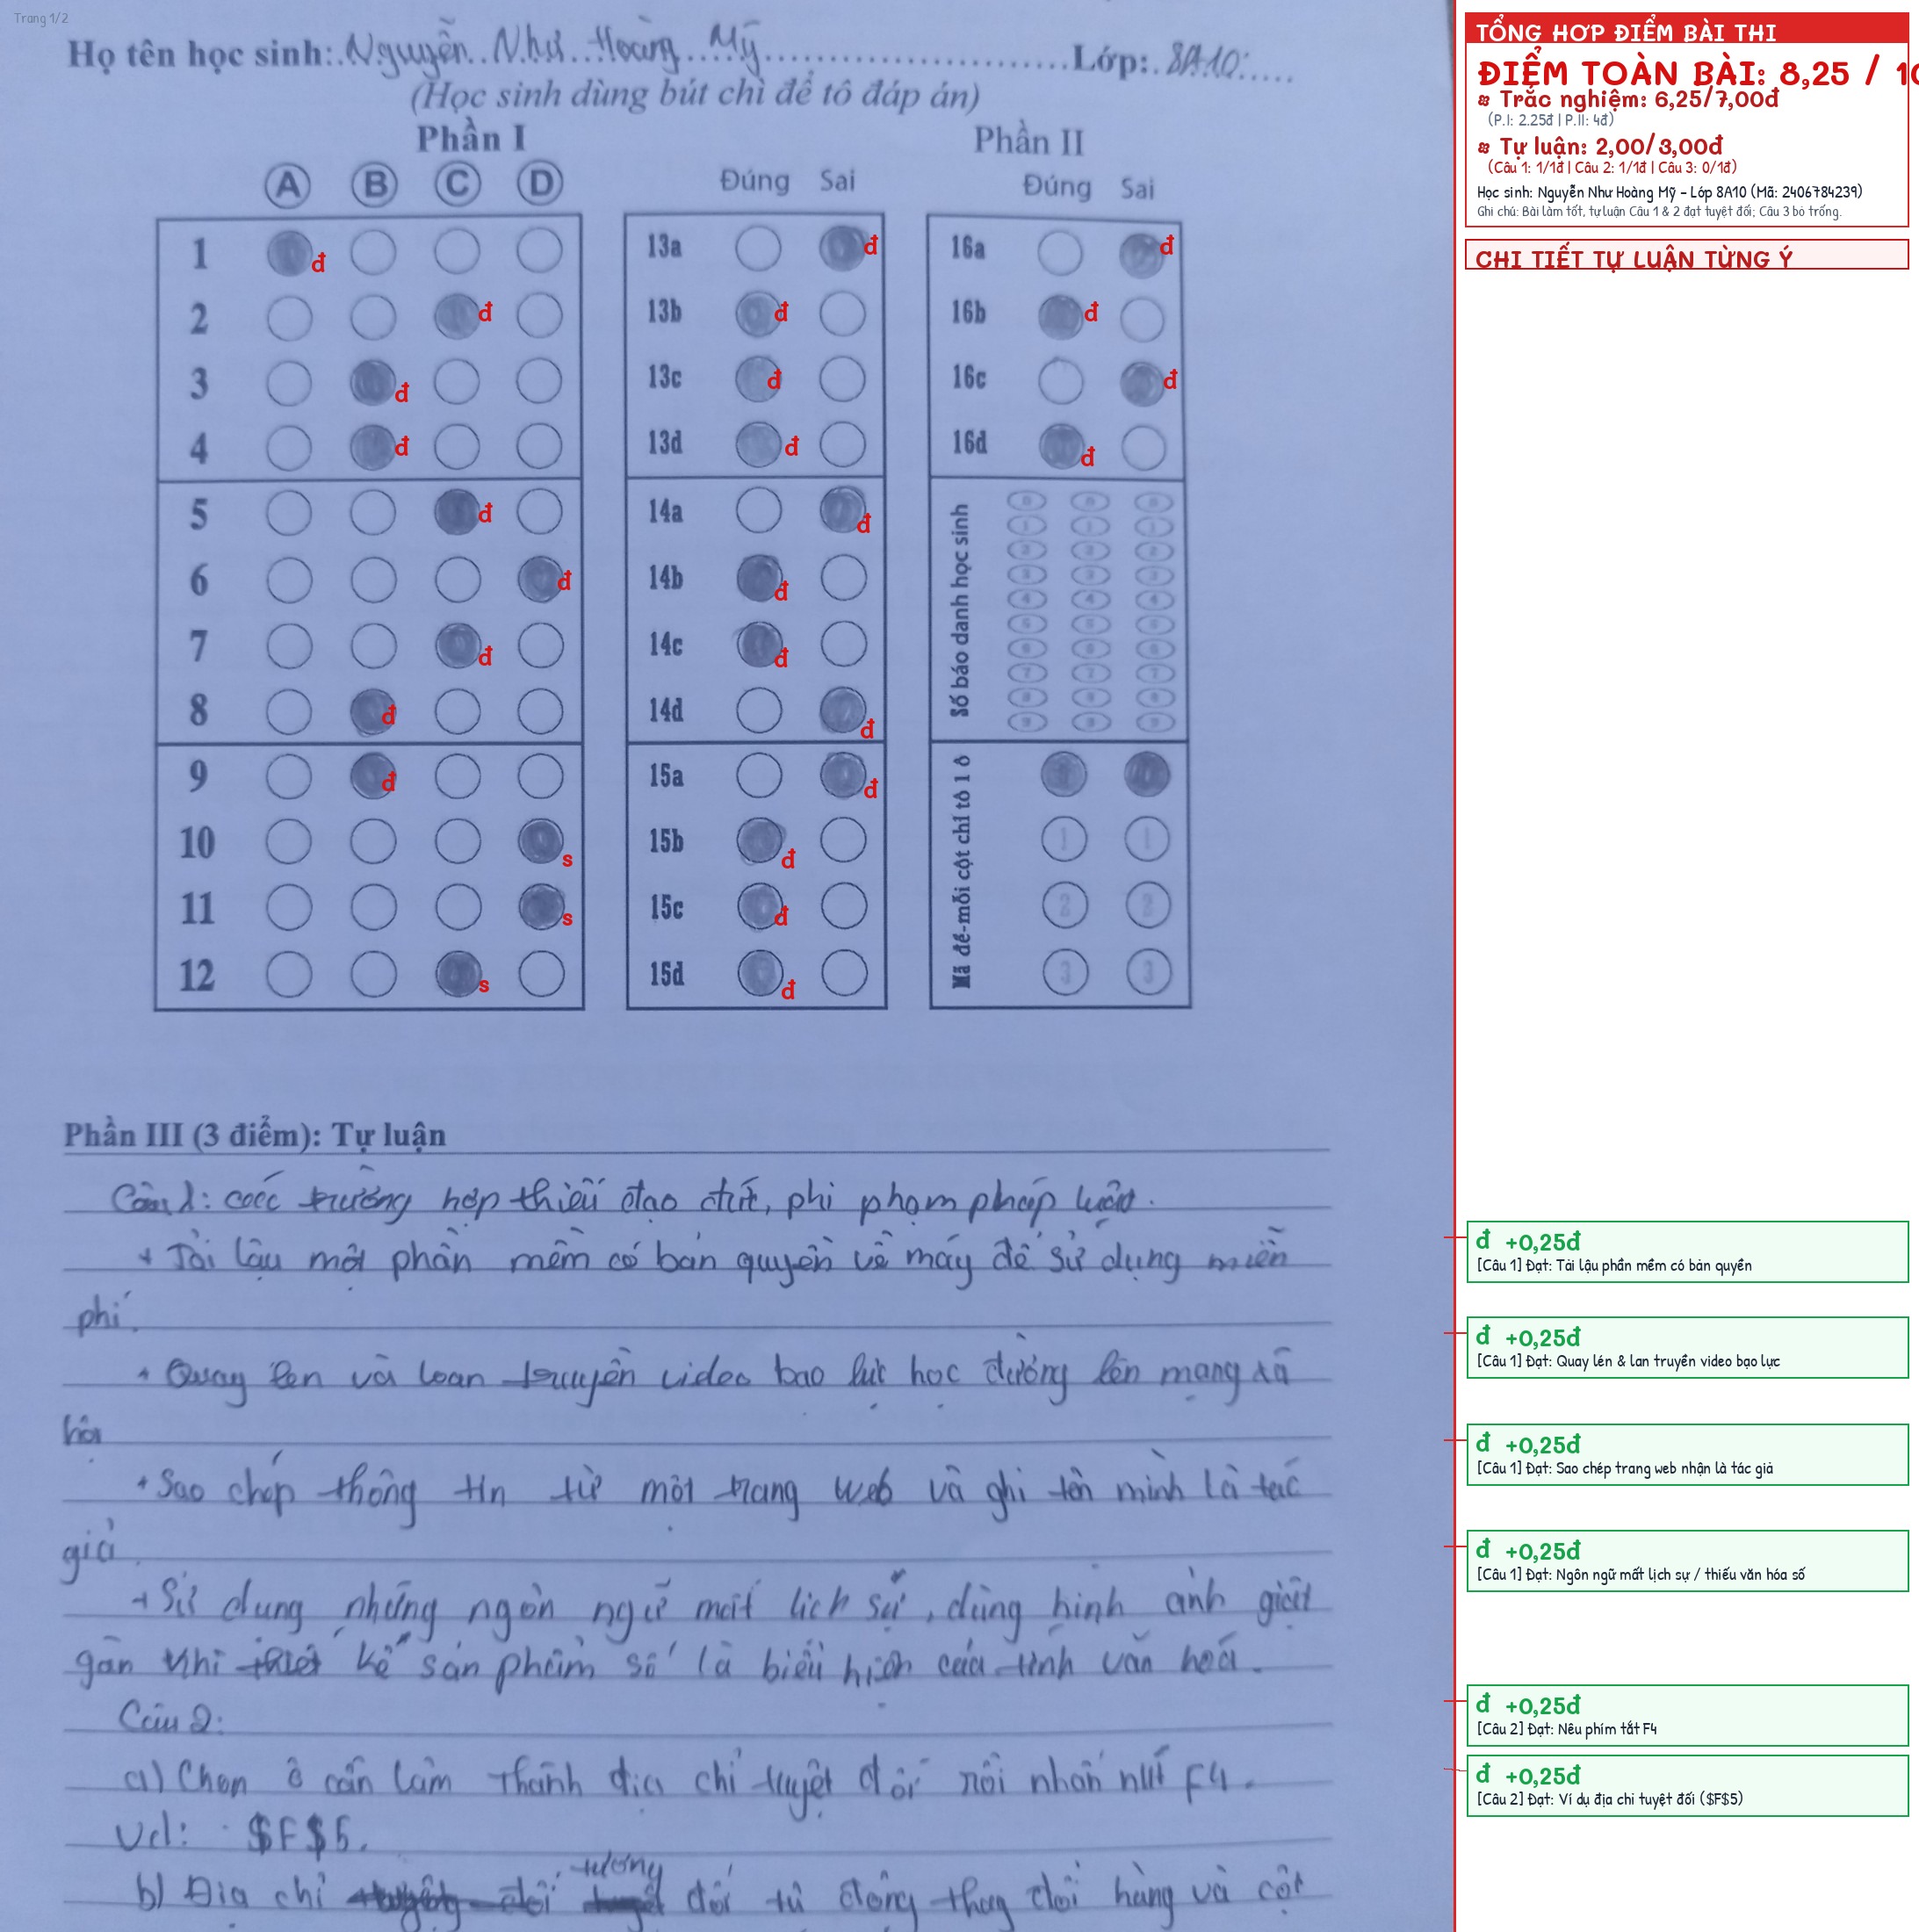 Trang 1/2
Họ tên học sinh: Nguyễn Như Hoàng Mỹ Lớp: 8A10
(Học sinh dùng bút chì để tô đáp án)
Phần I
Phần II
A B C D
Đúng Sai
Đúng Sai
1 đ
2 đ
3 đ
4 đ
5 đ
6 đ
7 đ
8 đ
9 đ
10 s
11 s
12 s
13a đ
13b đ
13c đ
13d đ
14a đ
14b đ
14c đ
14d đ
15a đ
15b đ
15c đ
15d đ
16a đ
16b đ
16c đ
16d đ
Số báo danh học sinh
Mã đề-mỗi cột chỉ tô 1 ô
1 1
2 2
3 3
Phần III (3 điểm): Tự luận
Câu 1: các trường hợp thiếu đạo đức, phi phạm pháp luật.
+ Tải lậu một phần mềm có bản quyền về máy để sử dụng miễn
phí.
+ Quay lén và loan truyền video bạo lực học đường lên mạng xã
hội
+ Sao chép thông tin từ một trang web và ghi tên mình là tác
giả.
+ Sử dụng những ngôn ngữ mất lịch sự, dùng hình ảnh giật
gân khi thiết kế sản phẩm số là biểu hiện của tính văn hoá.
Câu 2:
a) Chọn ô cần làm thành địa chỉ tuyệt đối rồi nhấn nút F4.
Vd: $F$5.
b) Địa chỉ tương đối tự động thay đổi hàng và cột
TỔNG HỢP ĐIỂM BÀI THI
ĐIỂM TOÀN BÀI: 8,25 / 10
Trắc nghiệm: 6,25/7,00đ
(P.I: 2.25đ | P.II: 4đ)
Tự luận: 2,00/3,00đ
(Câu 1: 1/1đ | Câu 2: 1/1đ | Câu 3: 0/1đ)
Học sinh: Nguyễn Như Hoàng Mỹ - Lớp 8A10 (Mã: 2406784239)
Ghi chú: Bài làm tốt, tự luận Câu 1 & 2 đạt tuyệt đối; Câu 3 bỏ trống.
CHI TIẾT TỰ LUẬN TỪNG Ý
đ +0,25đ
[Câu 1] Đạt: Tải lậu phần mềm có bản quyền
đ +0,25đ
[Câu 1] Đạt: Quay lén & lan truyền video bạo lực
đ +0,25đ
[Câu 1] Đạt: Sao chép trang web nhận là tác giả
đ +0,25đ
[Câu 1] Đạt: Ngôn ngữ mất lịch sự / thiếu văn hóa số
đ +0,25đ
[Câu 2] Đạt: Nêu phím tắt F4
đ +0,25đ
[Câu 2] Đạt: Ví dụ địa chỉ tuyệt đối ($F$5)